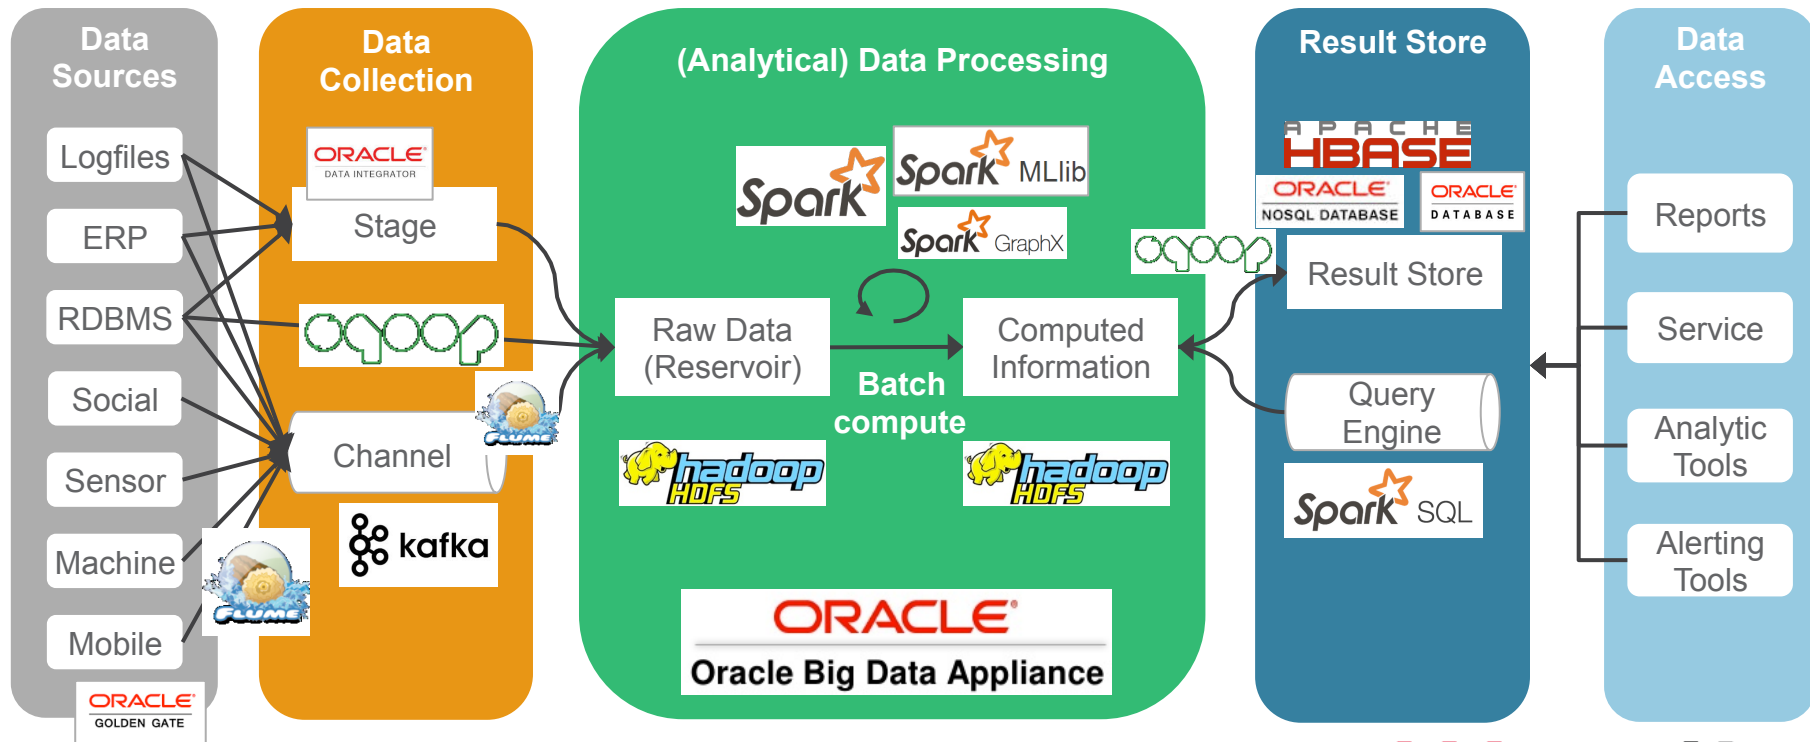 Data
Sources
Logfiles
ERP
RDBMS
Social
Sensor
Machine
Mobile
ORACLE®
GOLDEN GATE
Data
Collection
ORACLE®
DATA INTEGRATOR
Stage
sqoop
Channel
FLUME
kafka
FLUME
(Analytical) Data Processing
Spark
Spark MLlib
Spark GraphX
sqoop
Raw Data
(Reservoir)
Computed
Information
Batch
compute
hadoop
HDFS
hadoop
HDFS
ORACLE®
Oracle Big Data Appliance
Result Store
APACHE
HBASE
ORACLE®
NOSQL DATABASE
ORACLE®
DATABASE
Result Store
Query
Engine
Spark SQL
Data
Access
Reports
Service
Analytic
Tools
Alerting
Tools